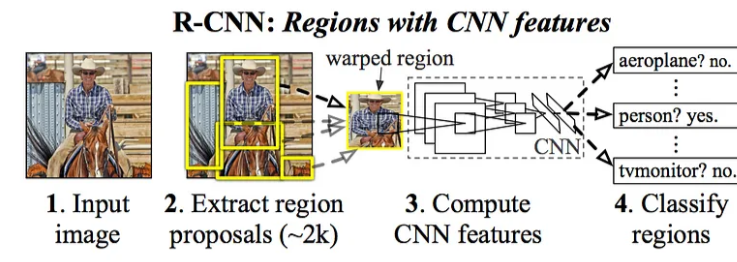 R-CNN: Regions with CNN features
warped region
aeroplane? no.
person? yes.
tvmonitor? no.
CNN
1. Input
image
2. Extract region
proposals (~2k)
3. Compute
CNN features
4. Classify
regions